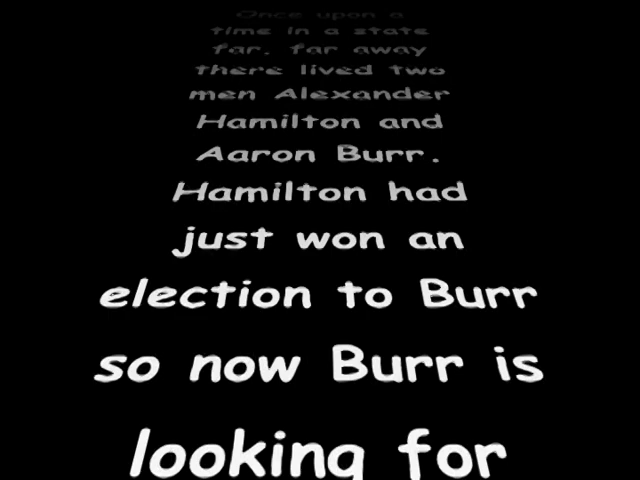 Once upon a
time in a state
far, far away
there lived two
men Alexander
Hamilton and
Aaron Burr.
Hamilton had
just won an
election to Burr
so now Burr is
looking for